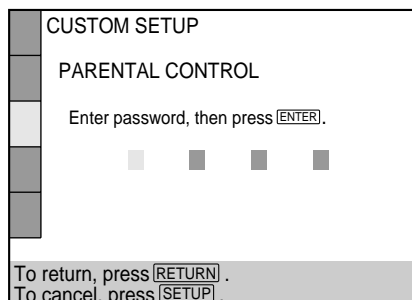 CUSTOM SETUP
PARENTAL CONTROL
Enter password, then press ENTER.
To return, press RETURN .
To cancel, press SETUP .